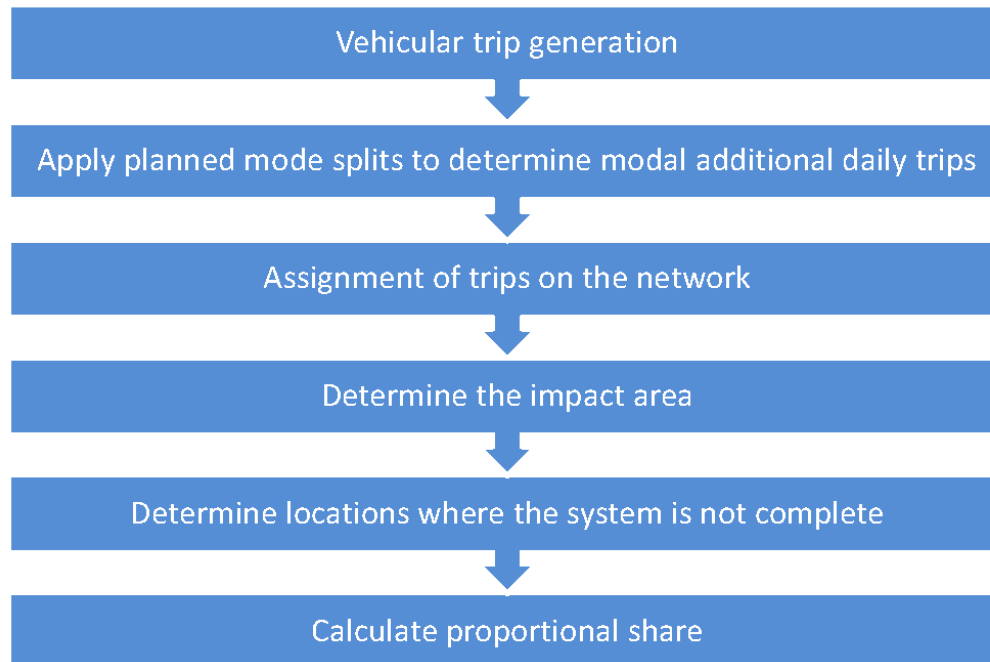 Vehicular trip generation
Apply planned mode splits to determine modal additional daily trips
Assignment of trips on the network
Determine the impact area
Determine locations where the system is not complete
Calculate proportional share